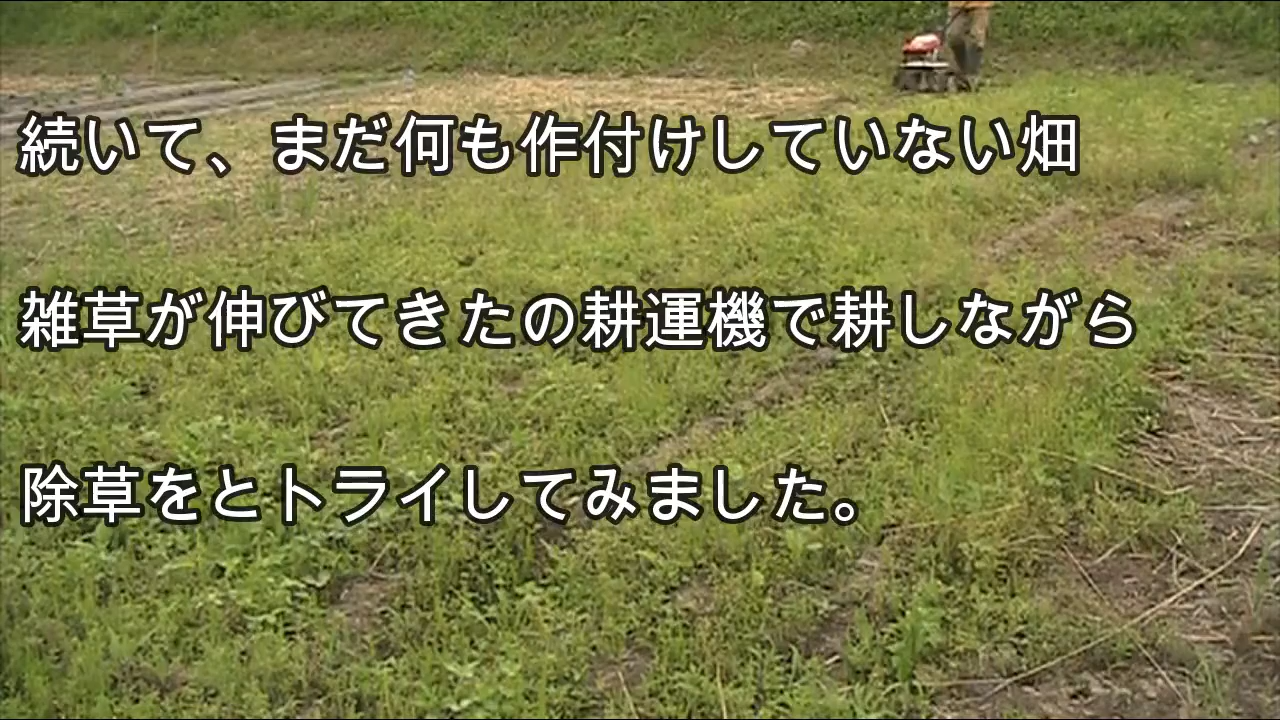 続いて、まだ何も作付けしていない畑
雑草が伸びてきたの耕運機で耕しながら
除草をとトライしてみました。